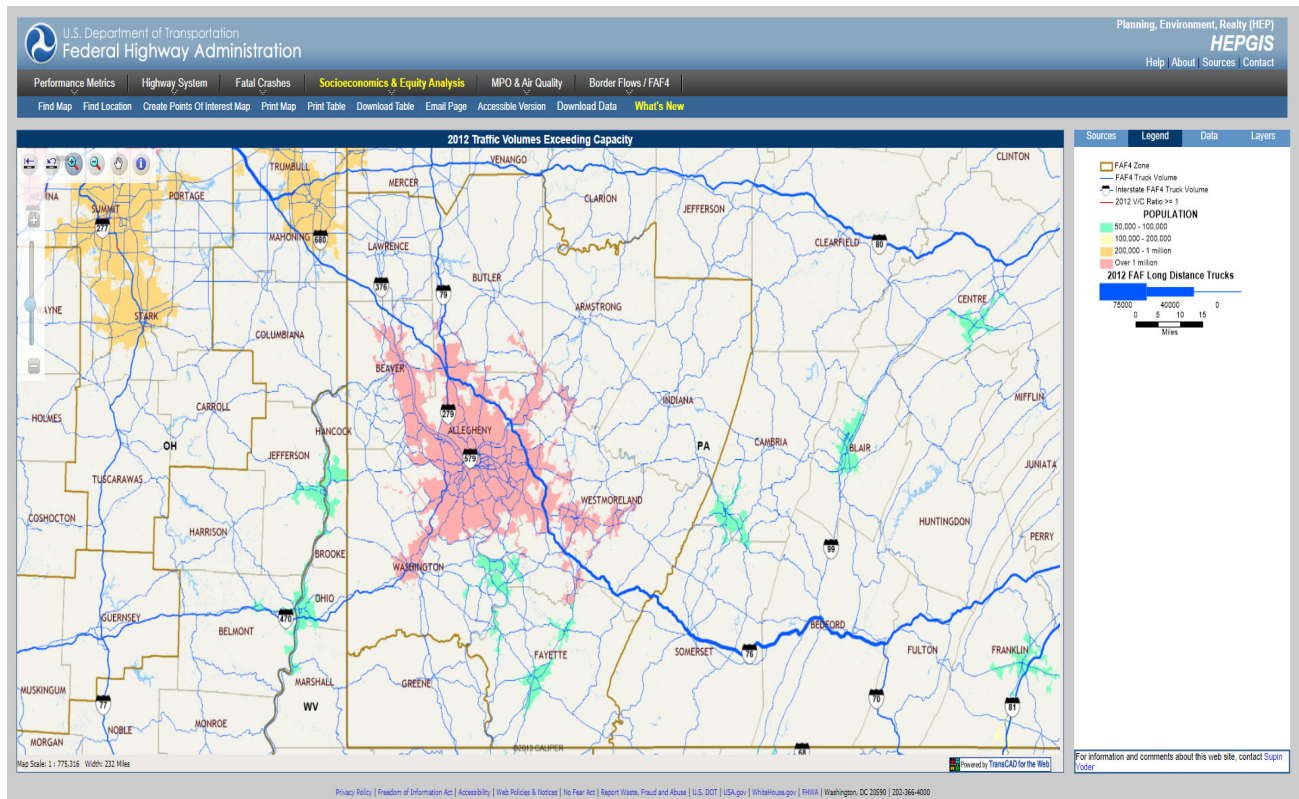 U.S. Department of Transportation
Federal Highway Administration
Planning, Environment, Realty (HEP)
HEPGIS
Help | About | Sources | Contact
Performance Metrics | Highway System | Fatal Crashes | Socioeconomics & Equity Analysis | MPO & Air Quality | Border Flows / FAF4
Find Map Find Location Create Points Of Interest Map Print Map Print Table Download Table Email Page Accessible Version Download Data What's New
2012 Traffic Volumes Exceeding Capacity
Sources Legend Data Layers
TRUMBULL
VENANGO
CLINTON
PORTAGE
MERCER
CLARION
SUMMIT
JEFFERSON
277
MAHONING
680
LAWRENCE
CLEARFIELD
80
376
79
BUTLER
CENTRE
STARK
ARMSTRONG
COLUMBIANA
BEAVER
MIFFLIN
HOLMES
CARROLL
279
INDIANA
HANCOCK
ALLEGHENY
OH
JEFFERSON
579
PA
CAMBRIA
BLAIR
JUNIATA
TUSCARAWAS
WESTMORELAND
COSHOCTON
HARRISON
HUNTINGDON
PERRY
BROOKE
99
WASHINGTON
OHIO
GUERNSEY
470
BELMONT
BEDFORD
FAYETTE
SOMERSET
76
FULTON
FRANKLIN
MARSHALL
GREENE
MUSKINGUM
77
WV
70
81
NOBLE
MONROE
MORGAN
©2013 CALIPER
68
FAF4 Zone
FAF4 Truck Volume
Interstate FAF4 Truck Volume
2012 V/C Ratio >= 1
POPULATION
50,000 - 100,000
100,000 - 200,000
200,000 - 1 million
Over 1 million
2012 FAF Long Distance Trucks
75000 40000 0
0 5 10 15
Miles
Map Scale: 1 : 775,316 Width: 232 Miles
Powered by TransCAD for the Web
For information and comments about this web site, contact Supin
Yoder
Privacy Policy | Freedom of Information Act | Accessibility | Web Policies & Notices | No Fear Act | Report Waste, Fraud and Abuse | U.S. DOT | USA.gov | WhiteHouse.gov | FHWA | Washington, DC 20590 | 202-366-4000